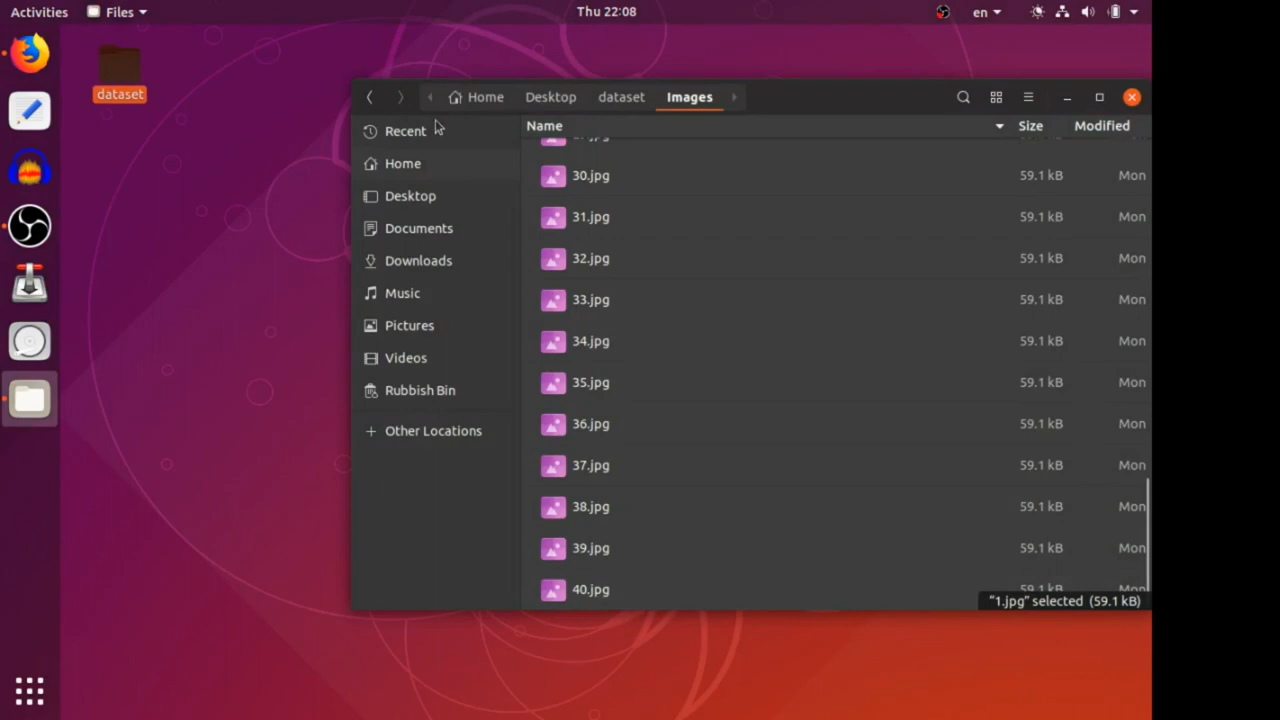 Activities Files Thu 22:08 en
dataset
Home Desktop dataset Images
Recent
Home
Desktop
Documents
Downloads
Music
Pictures
Videos
Rubbish Bin
+ Other Locations
Name Size Modified
30.jpg 59.1 kB Mon
31.jpg 59.1 kB Mon
32.jpg 59.1 kB Mon
33.jpg 59.1 kB Mon
34.jpg 59.1 kB Mon
35.jpg 59.1 kB Mon
36.jpg 59.1 kB Mon
37.jpg 59.1 kB Mon
38.jpg 59.1 kB Mon
39.jpg 59.1 kB Mon
40.jpg 59.1 kB Mon
“1.jpg” selected (59.1 kB)